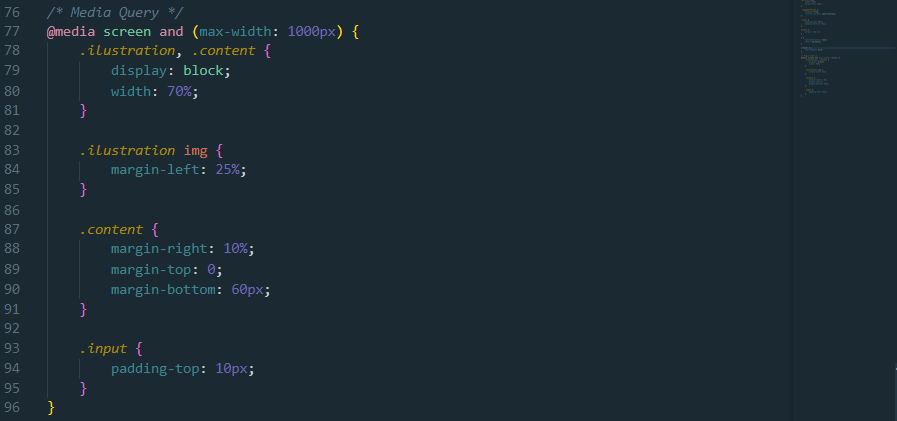 76 /* Media Query */
77 @media screen and (max-width: 1000px) {
78     .ilustration, .content {
79         display: block;
80         width: 70%;
81     }
82
83     .ilustration img {
84         margin-left: 25%;
85     }
86
87     .content {
88         margin-right: 10%;
89         margin-top: 0;
90         margin-bottom: 60px;
91     }
92
93     .input {
94         padding-top: 10px;
95     }
96 }